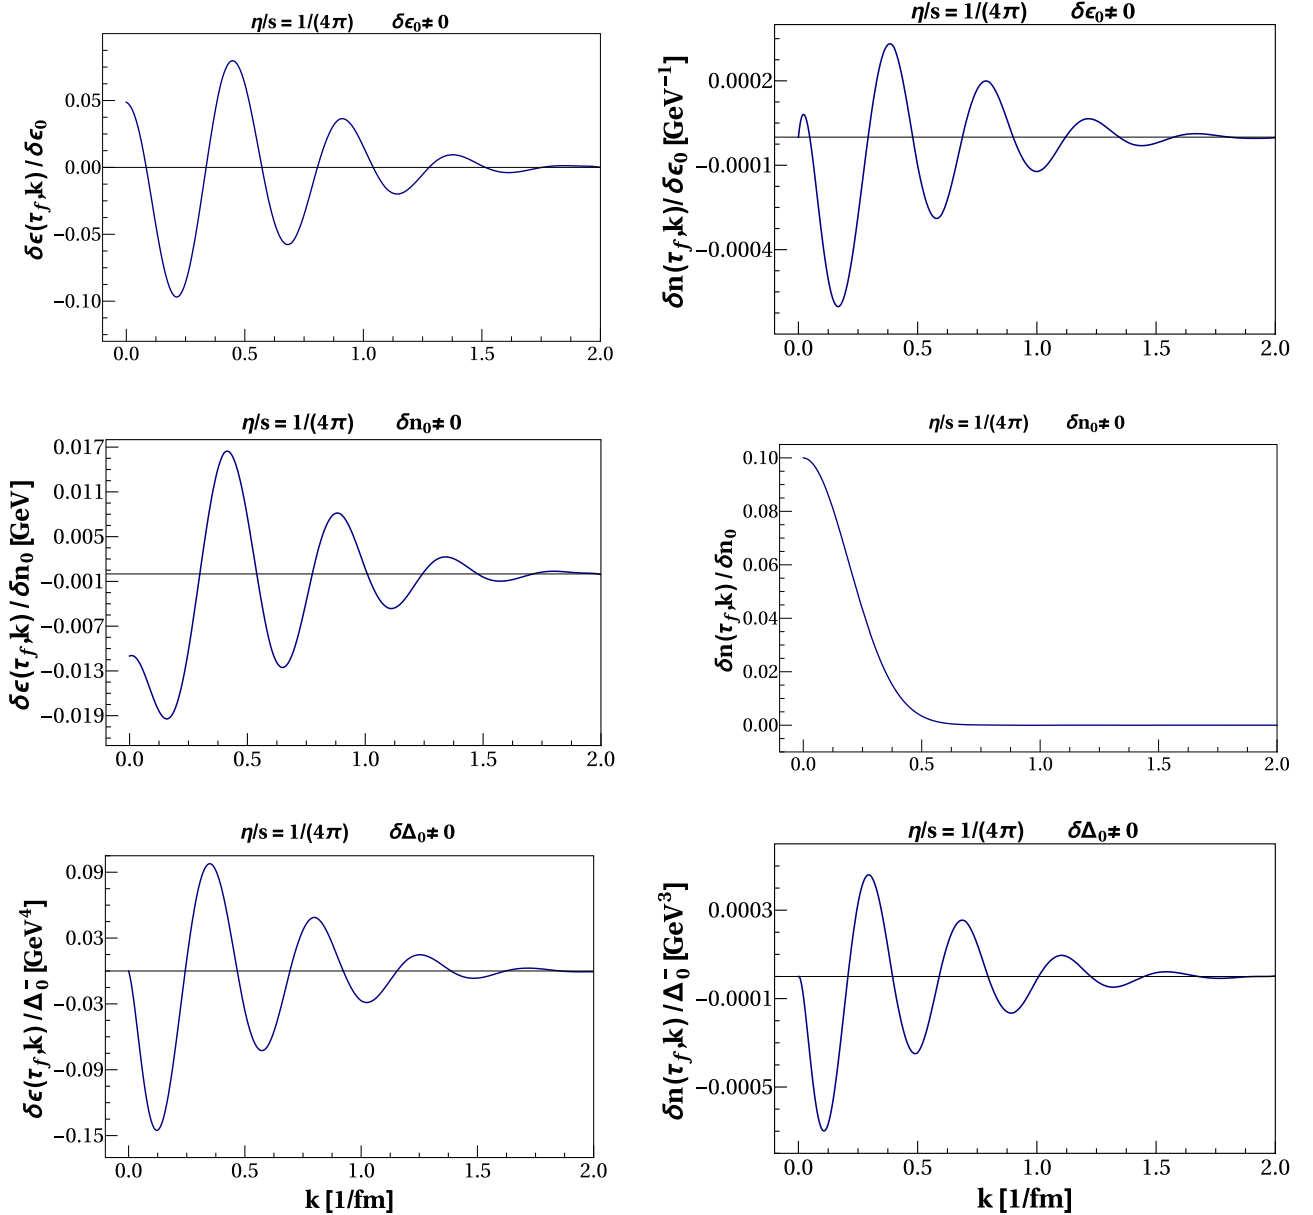 η/s = 1/(4π) δϵ₀≠ 0
δϵ(τf,k) / δϵ₀
0.05
0.00
−0.05
−0.10
0.0 0.5 1.0 1.5 2.0
η/s = 1/(4π) δϵ₀≠ 0
δn(τf,k)/ δϵ₀ [GeV⁻¹]
0.0002
−0.0001
−0.0004
0.0 0.5 1.0 1.5 2.0
η/s = 1/(4π) δn₀≠ 0
δϵ(τf,k) / δn₀ [GeV]
0.017
0.011
0.005
−0.001
−0.007
−0.013
−0.019
0.0 0.5 1.0 1.5 2.0
η/s = 1/(4π) δn₀≠ 0
δn(τf,k) / δn₀
0.10
0.08
0.06
0.04
0.02
0.00
0.0 0.5 1.0 1.5 2.0
η/s = 1/(4π) δΔ₀≠ 0
δϵ(τf,k) / Δ₀⁻ [GeV⁴]
0.09
0.03
−0.03
−0.09
−0.15
0.0 0.5 1.0 1.5 2.0
k [1/fm]
η/s = 1/(4π) δΔ₀≠ 0
δn(τf,k) / Δ₀⁻ [GeV³]
0.0003
−0.0001
−0.0005
0.0 0.5 1.0 1.5 2.0
k [1/fm]